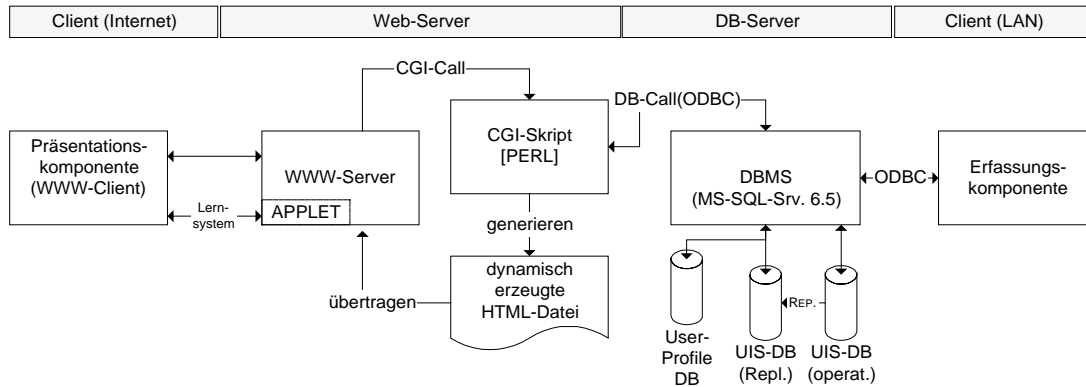 Client (Internet)
Web-Server
DB-Server
Client (LAN)
CGI-Call
DB-Call(ODBC)
Präsentations-
komponente
(WWW-Client)
WWW-Server
APPLET
Lern-
system
CGI-Skript
[PERL]
DBMS
(MS-SQL-Srv. 6.5)
ODBC
Erfassungs-
komponente
generieren
übertragen
dynamisch
erzeugte
HTML-Datei
REP.
User-
Profile
DB
UIS-DB
(Repl.)
UIS-DB
(operat.)